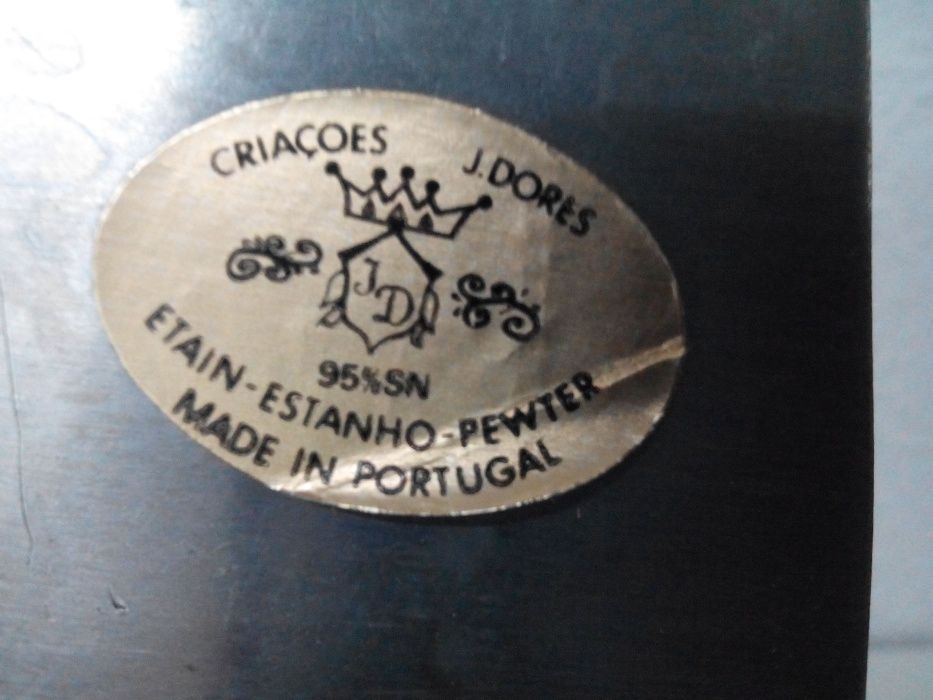 CRIAÇOES J.DORES
JD
95%SN
ETAIN-ESTANHO-PEWTER
MADE IN PORTUGAL